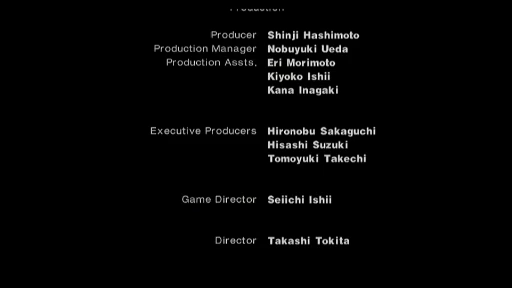 Production
Producer Shinji Hashimoto
Production Manager Nobuyuki Ueda
Production Assts. Eri Morimoto
Kiyoko Ishii
Kana Inagaki
Executive Producers Hironobu Sakaguchi
Hisashi Suzuki
Tomoyuki Takechi
Game Director Seiichi Ishii
Director Takashi Tokita